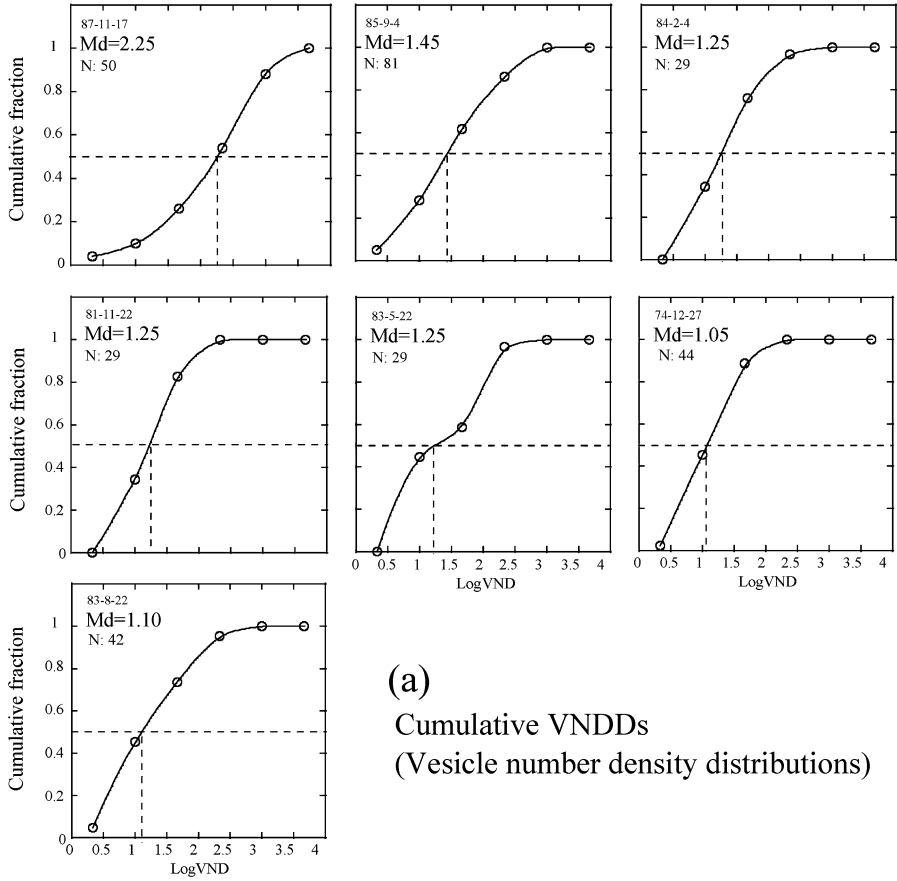 87-11-17
Md=2.25
N: 50
Cumulative fraction
1
0.8
0.6
0.4
0.2
0
85-9-4
Md=1.45
N: 81
84-2-4
Md=1.25
N: 29
81-11-22
Md=1.25
N: 29
Cumulative fraction
1
0.8
0.6
0.4
0.2
0
83-5-22
Md=1.25
N: 29
0 0.5 1 1.5 2 2.5 3 3.5 4
LogVND
74-12-27
Md=1.05
N: 44
0 0.5 1 1.5 2 2.5 3 3.5 4
LogVND
83-8-22
Md=1.10
N: 42
Cumulative fraction
1
0.8
0.6
0.4
0.2
0
0 0.5 1 1.5 2 2.5 3 3.5 4
LogVND
(a)
Cumulative VNDDs
(Vesicle number density distributions)